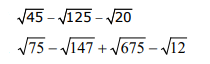 √45 – √125 – √20
√75 – √147 + √675 – √12